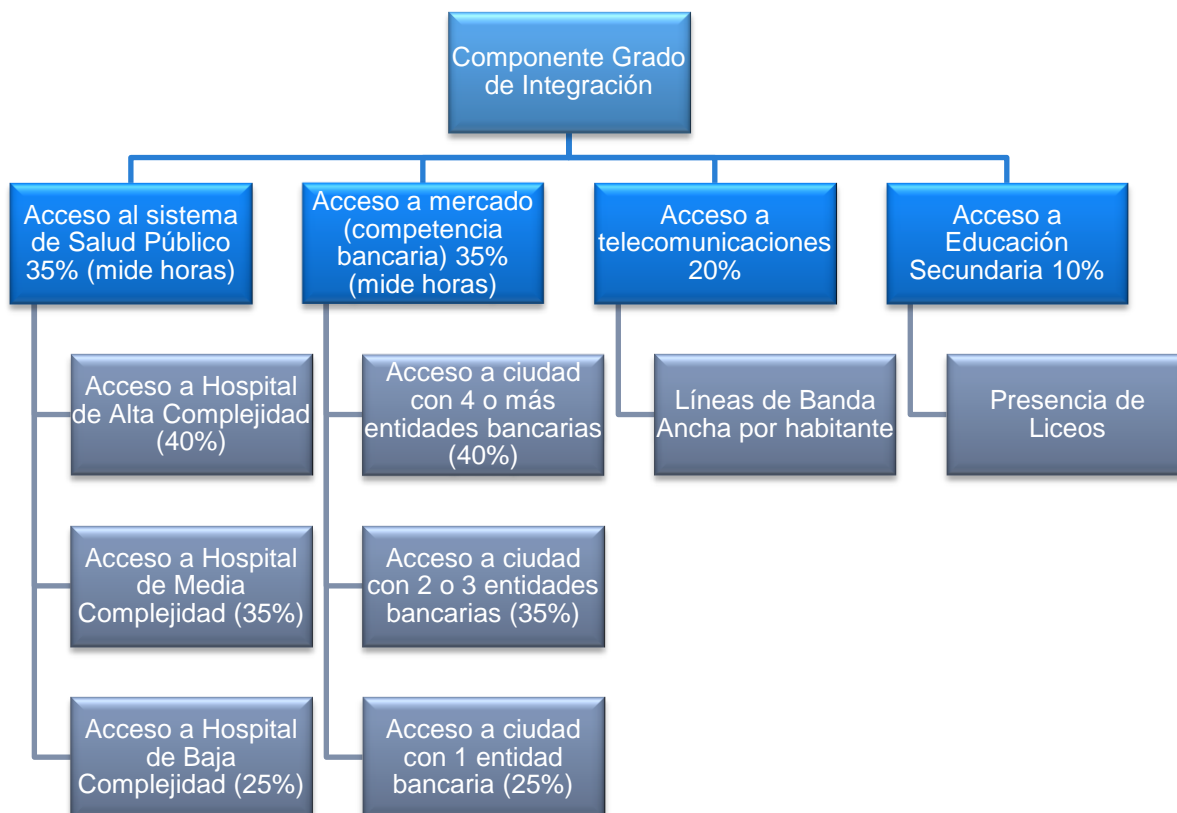 Componente Grado
de Integración
Acceso al sistema
de Salud Público
35% (mide horas)
Acceso a mercado
(competencia
bancaria) 35%
(mide horas)
Acceso a
telecomunicaciones
20%
Acceso a
Educación
Secundaria 10%
Acceso a Hospital
de Alta Complejidad
(40%)
Acceso a ciudad
con 4 o más
entidades bancarias
(40%)
Líneas de Banda
Ancha por habitante
Presencia de
Liceos
Acceso a Hospital
de Media
Complejidad (35%)
Acceso a ciudad
con 2 o 3 entidades
bancarias (35%)
Acceso a Hospital
de Baja
Complejidad (25%)
Acceso a ciudad
con 1 entidad
bancaria (25%)